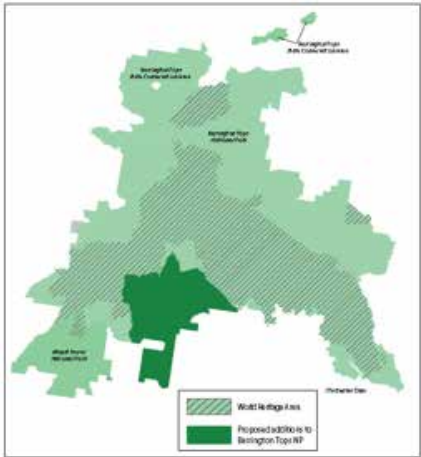 Barrington Tops
State Conservation Area
Barrington Tops
State Conservation Area
Barrington Tops
National Park
Mount Royal
National Park
Chichester Dam
World Heritage Area
Proposed additions to
Barrington Tops NP